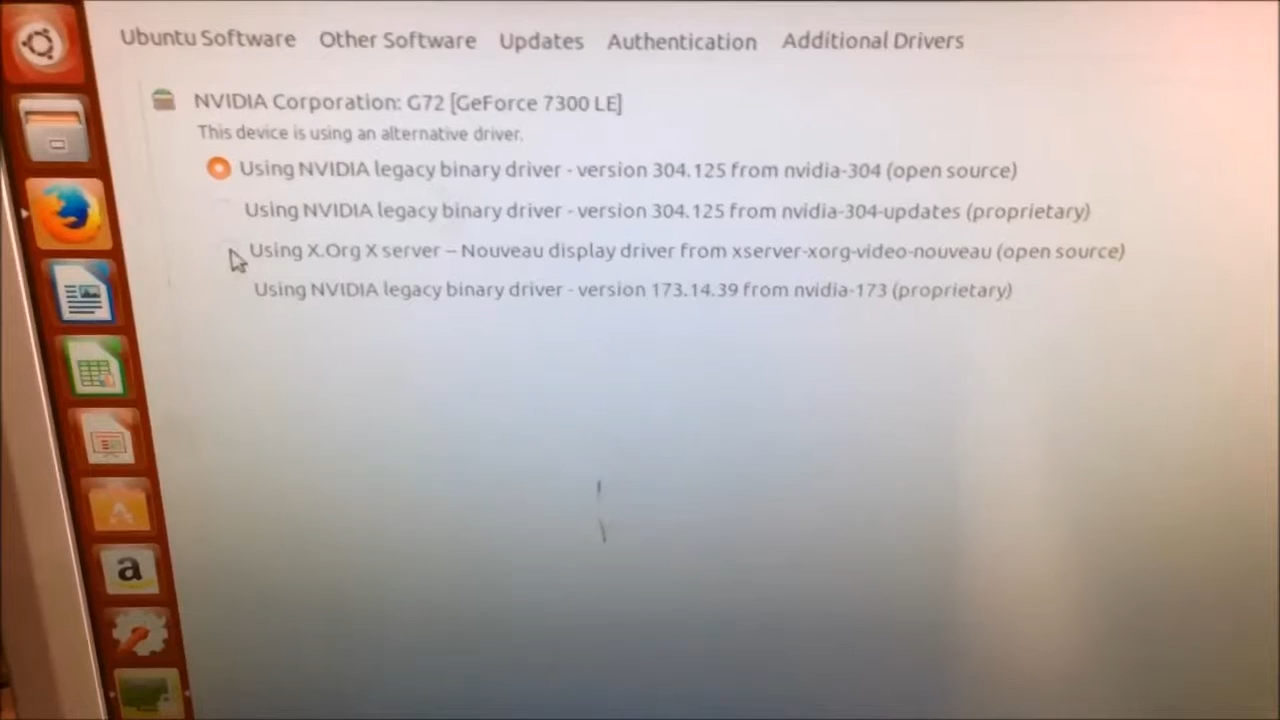 Ubuntu Software Other Software Updates Authentication Additional Drivers
NVIDIA Corporation: G72 [GeForce 7300 LE]
This device is using an alternative driver.
Using NVIDIA legacy binary driver - version 304.125 from nvidia-304 (open source)
Using NVIDIA legacy binary driver - version 304.125 from nvidia-304-updates (proprietary)
Using X.Org X server – Nouveau display driver from xserver-xorg-video-nouveau (open source)
Using NVIDIA legacy binary driver - version 173.14.39 from nvidia-173 (proprietary)
A
a